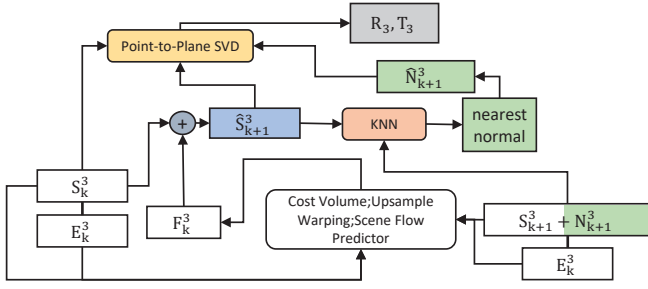 R₃, T₃
Point-to-Plane SVD
N̂³ₖ₊₁
+
Ŝ³ₖ₊₁
KNN
nearest
normal
S³ₖ
E³ₖ
F³ₖ
Cost Volume;Upsample
Warping;Scene Flow
Predictor
S³ₖ₊₁ + N³ₖ₊₁
E³ₖ